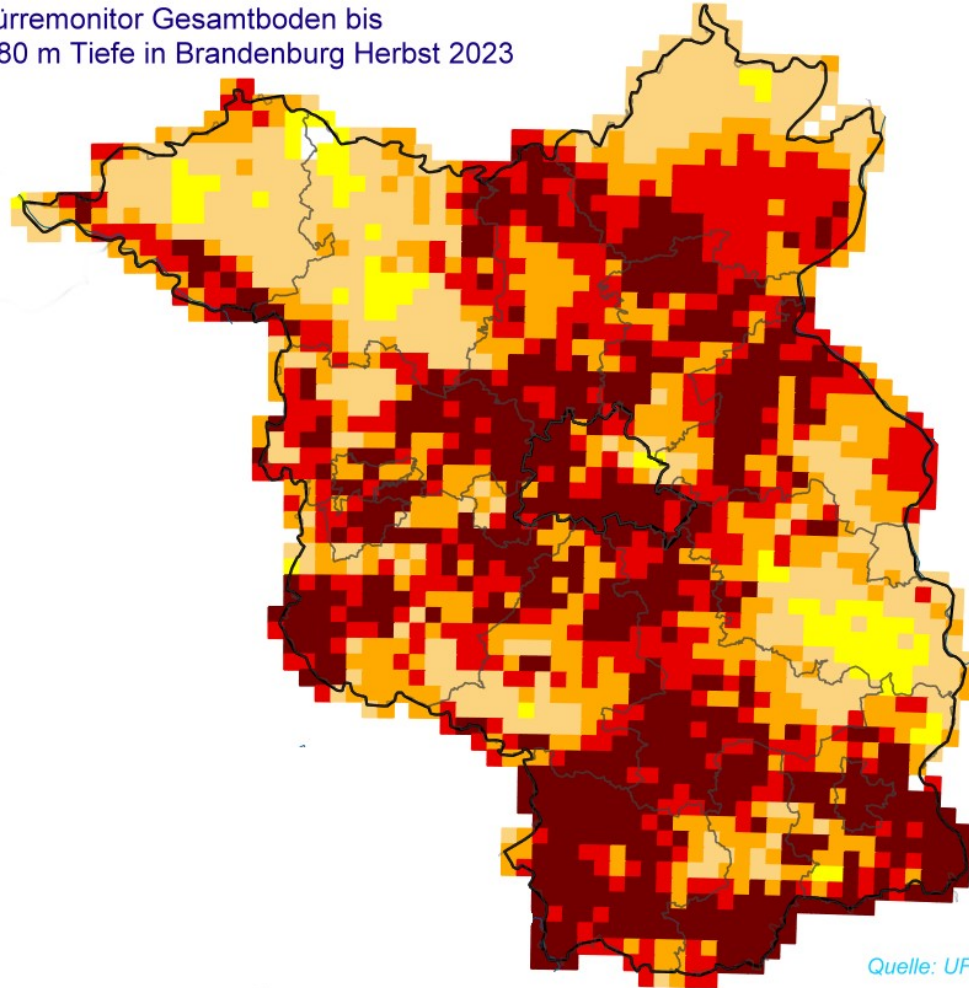 ürremonitor Gesamtboden bis
80 m Tiefe in Brandenburg Herbst 2023
Quelle: UF